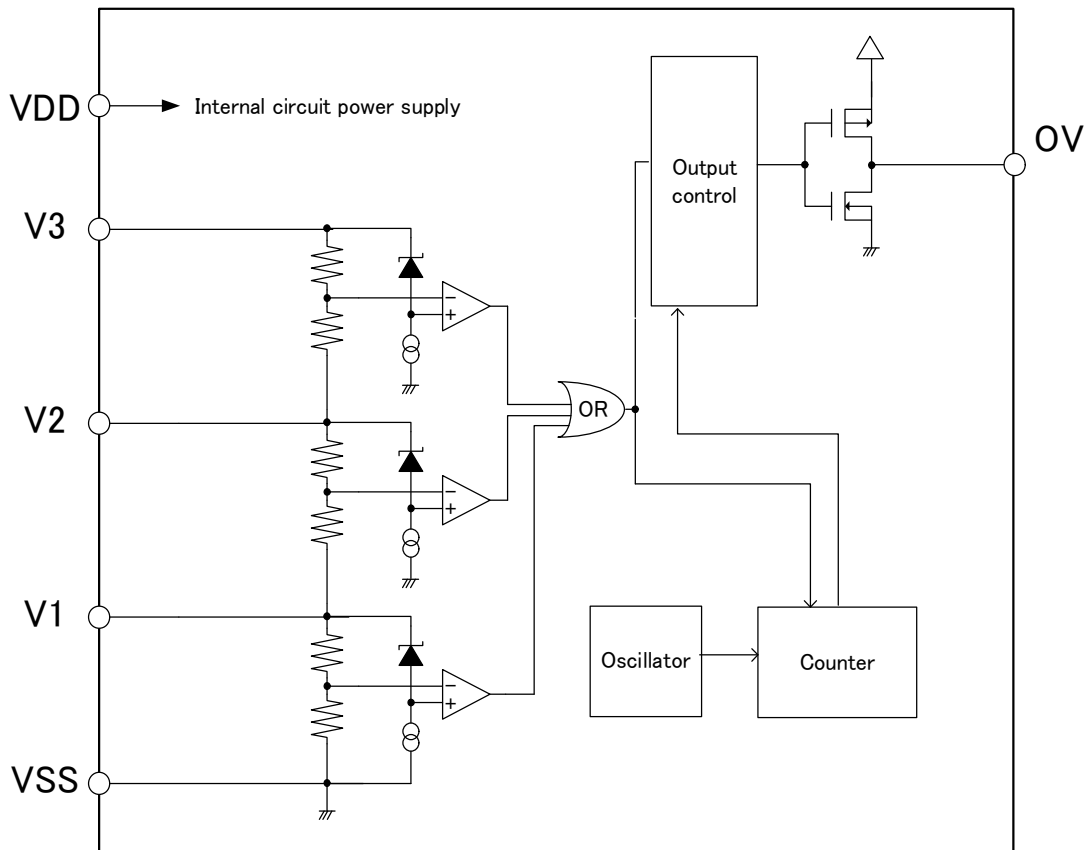 VDD
Internal circuit power supply
OV
Output
control
V3
−
+
OR
V2
−
+
V1
−
+
Oscillator
Counter
VSS